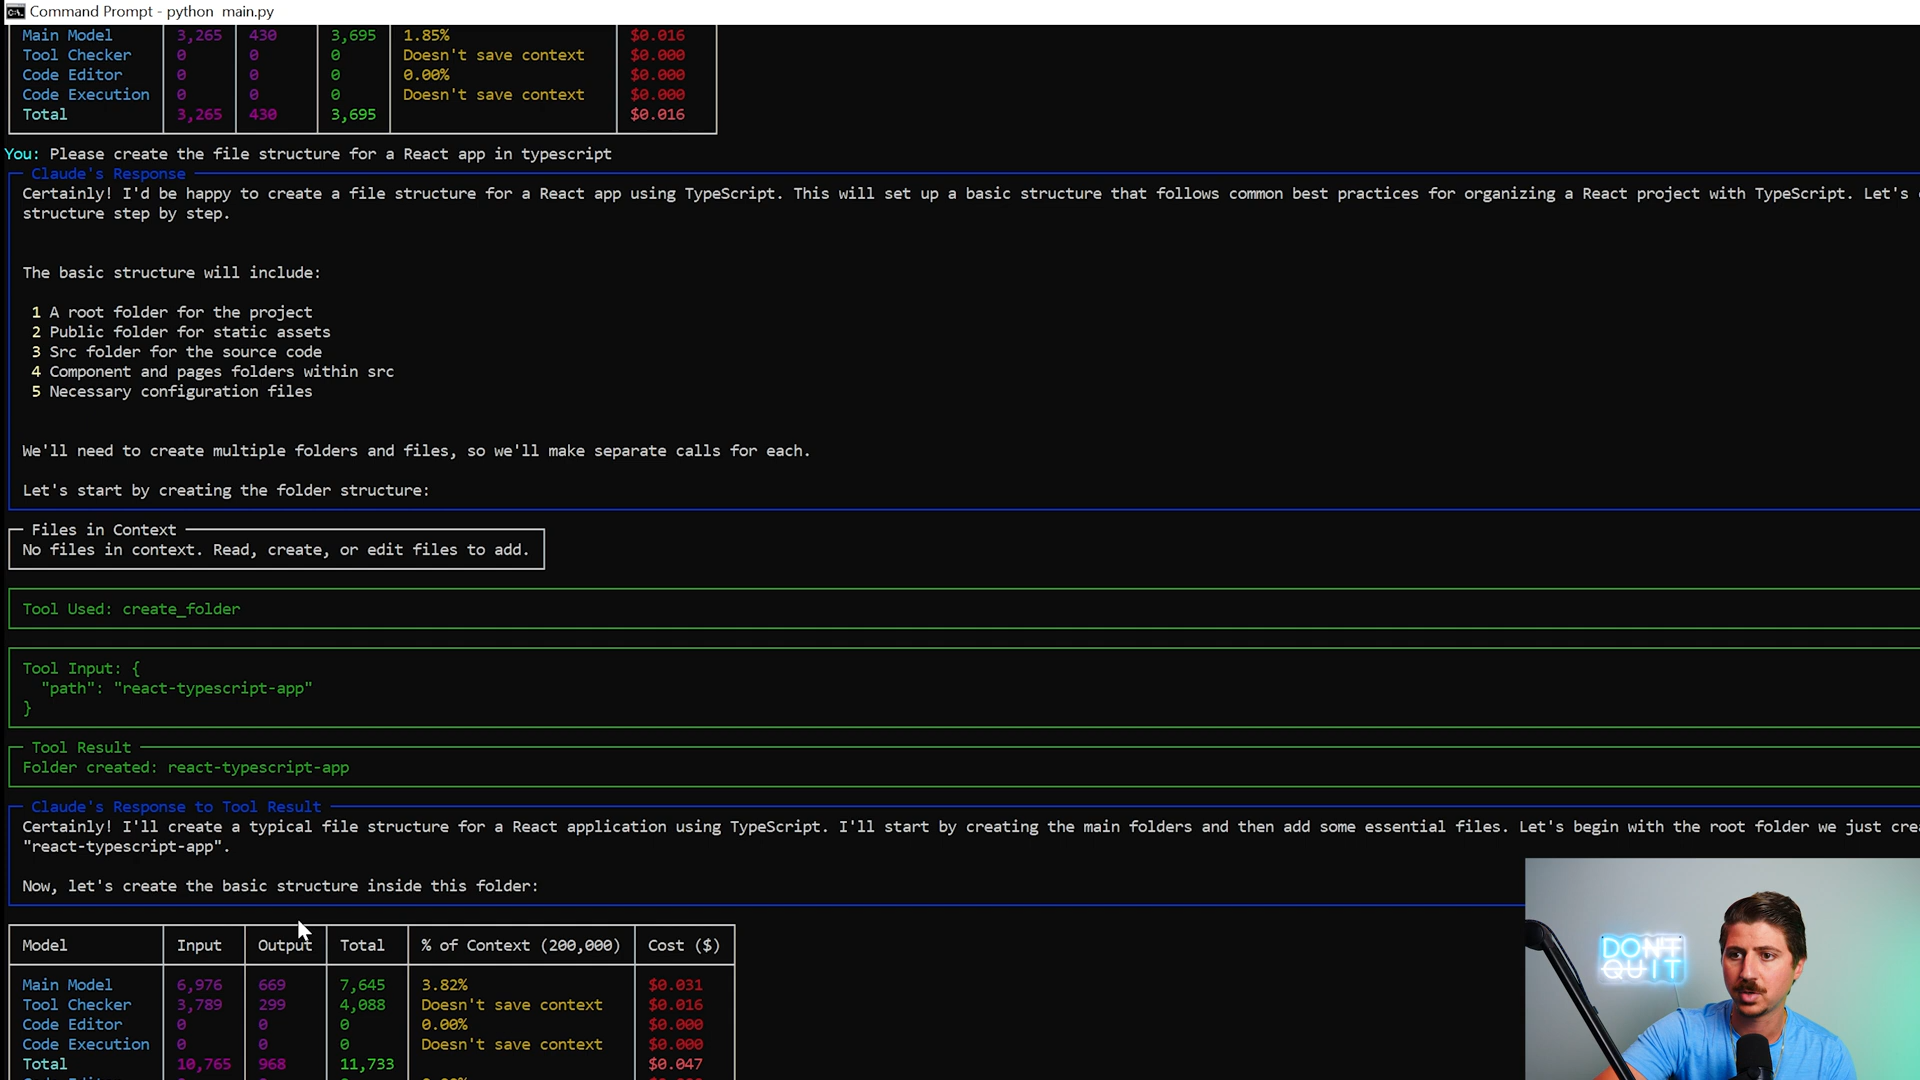 Command Prompt - python main.py
Main Model 3,265 430 3,695 1.85% $0.016
Tool Checker 0 0 0 Doesn't save context $0.000
Code Editor 0 0 0 0.00% $0.000
Code Execution 0 0 0 Doesn't save context $0.000
Total 3,265 430 3,695 $0.016
You: Please create the file structure for a React app in typescript
Claude's Response
Certainly! I'd be happy to create a file structure for a React app using TypeScript. This will set up a basic structure that follows common best practices for organizing a React project with TypeScript. Let's
structure step by step.
The basic structure will include:
1 A root folder for the project
2 Public folder for static assets
3 Src folder for the source code
4 Component and pages folders within src
5 Necessary configuration files
We'll need to create multiple folders and files, so we'll make separate calls for each.
Let's start by creating the folder structure:
Files in Context
No files in context. Read, create, or edit files to add.
Tool Used: create_folder
Tool Input: {
"path": "react-typescript-app"
}
Tool Result
Folder created: react-typescript-app
Claude's Response to Tool Result
Certainly! I'll create a typical file structure for a React application using TypeScript. I'll start by creating the main folders and then add some essential files. Let's begin with the root folder we just cre
"react-typescript-app".
Now, let's create the basic structure inside this folder:
Model Input Output Total % of Context (200,000) Cost ($)
Main Model 6,976 669 7,645 3.82% $0.031
Tool Checker 3,789 299 4,088 Doesn't save context $0.016
Code Editor 0 0 0 0.00% $0.000
Code Execution 0 0 0 Doesn't save context $0.000
Total 10,765 968 11,733 $0.047
DON'T
QUIT